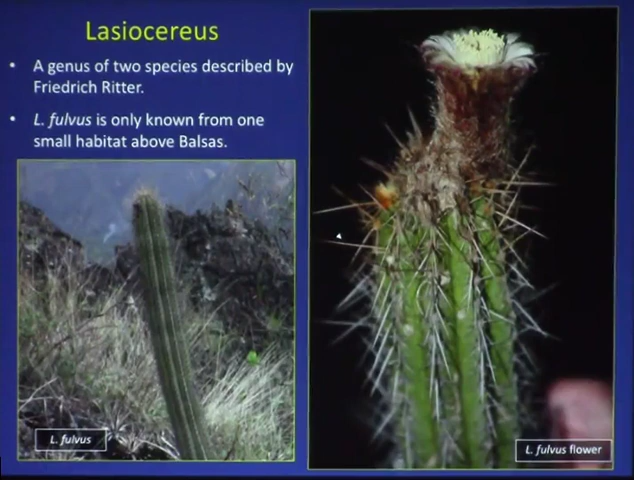 Lasiocereus
• A genus of two species described by
Friedrich Ritter.
• L. fulvus is only known from one
small habitat above Balsas.
L. fulvus
L. fulvus flower